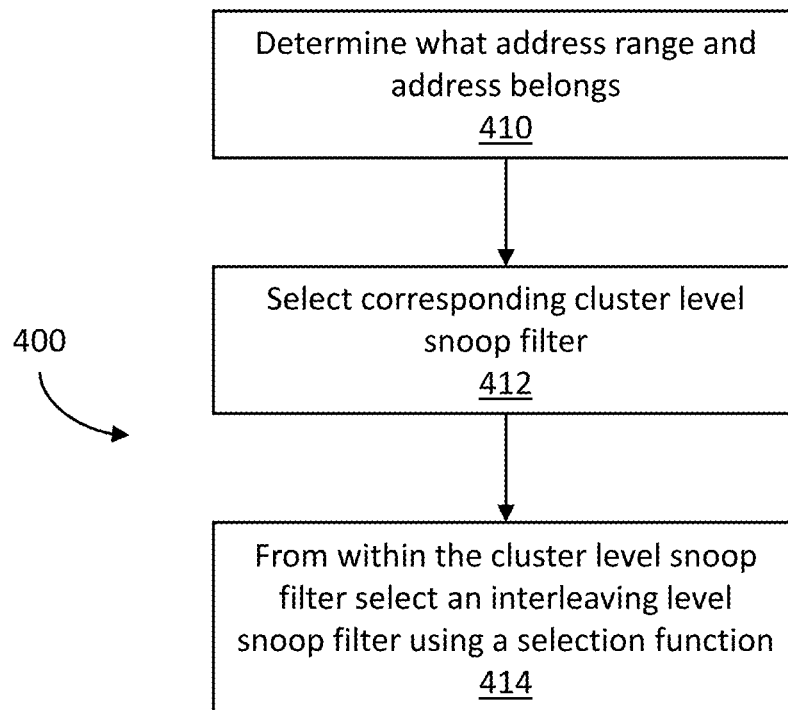 Determine what address range and
address belongs
410
Select corresponding cluster level
snoop filter
412
400
From within the cluster level snoop
filter select an interleaving level
snoop filter using a selection function
414